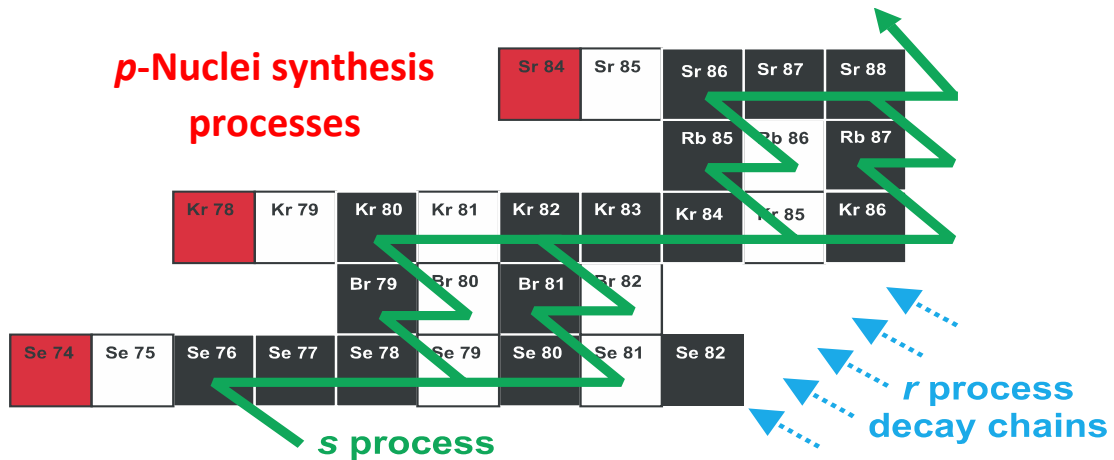 p-Nuclei synthesis
processes
Sr 84 Sr 85 Sr 86 Sr 87 Sr 88
Rb 85 Rb 86 Rb 87
Kr 78 Kr 79 Kr 80 Kr 81 Kr 82 Kr 83 Kr 84 Kr 85 Kr 86
Br 79 Br 80 Br 81 Br 82
Se 74 Se 75 Se 76 Se 77 Se 78 Se 79 Se 80 Se 81 Se 82
r process
decay chains
s process